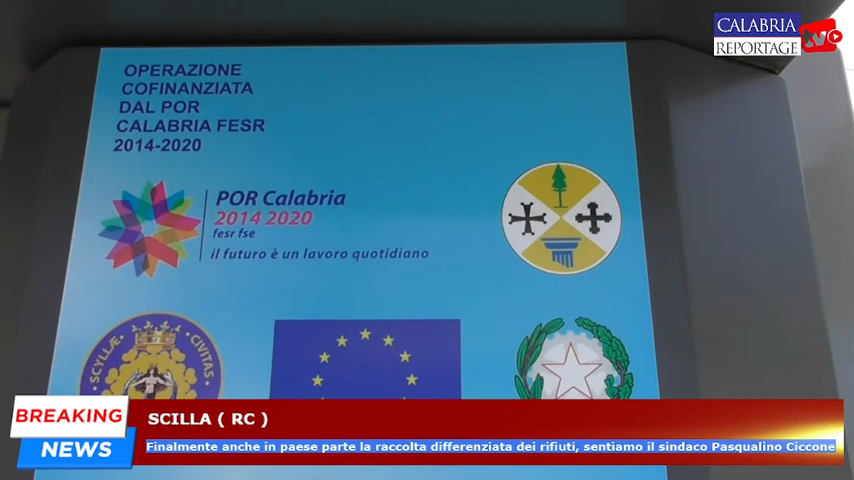 CALABRIA
REPORTAGE tv
OPERAZIONE
COFINANZIATA
DAL POR
CALABRIA FESR
2014-2020
POR Calabria
2014 2020
fesr fse
il futuro è un lavoro quotidiano
SCYLLÆ CIVITAS
BREAKING
NEWS
SCILLA ( RC )
Finalmente anche in paese parte la raccolta differenziata dei rifiuti, sentiamo il sindaco Pasqualino Ciccone